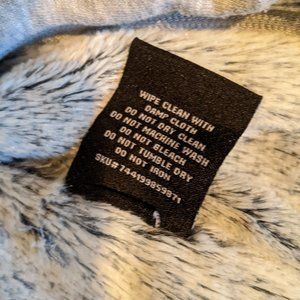 WIPE CLEAN WITH
DAMP CLOTH
DO NOT DRY CLEAN
DO NOT MACHINE WASH
DO NOT BLEACH
DO NOT TUMBLE DRY
DO NOT IRON
SKU# 744199859871